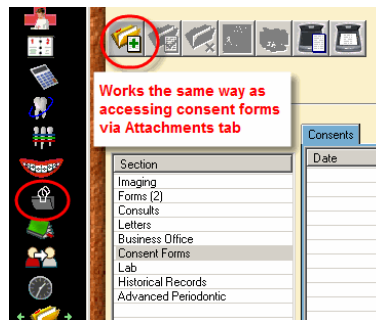 Works the same way as
accessing consent forms
via Attachments tab
Consents
Section
Date
Imaging
Forms (2)
Consults
Letters
Business Office
Consent Forms
Lab
Historical Records
Advanced Periodontic